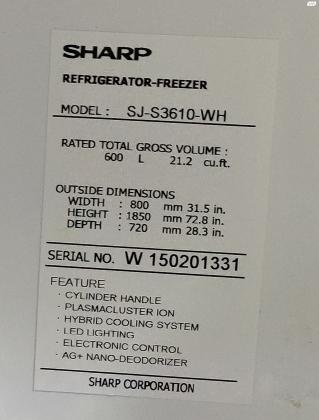 SHARP
REFRIGERATOR-FREEZER
MODEL : SJ-S3610-WH
RATED TOTAL GROSS VOLUME :
600 L 21.2 cu.ft.
OUTSIDE DIMENSIONS
WIDTH : 800 mm 31.5 in.
HEIGHT : 1850 mm 72.8 in.
DEPTH : 720 mm 28.3 in.
SERIAL NO. W 150201331
FEATURE
· CYLINDER HANDLE
· PLASMACLUSTER ION
· HYBRID COOLING SYSTEM
· LED LIGHTING
· ELECTRONIC CONTROL
· AG+ NANO-DEODORIZER
SHARP CORPORATION